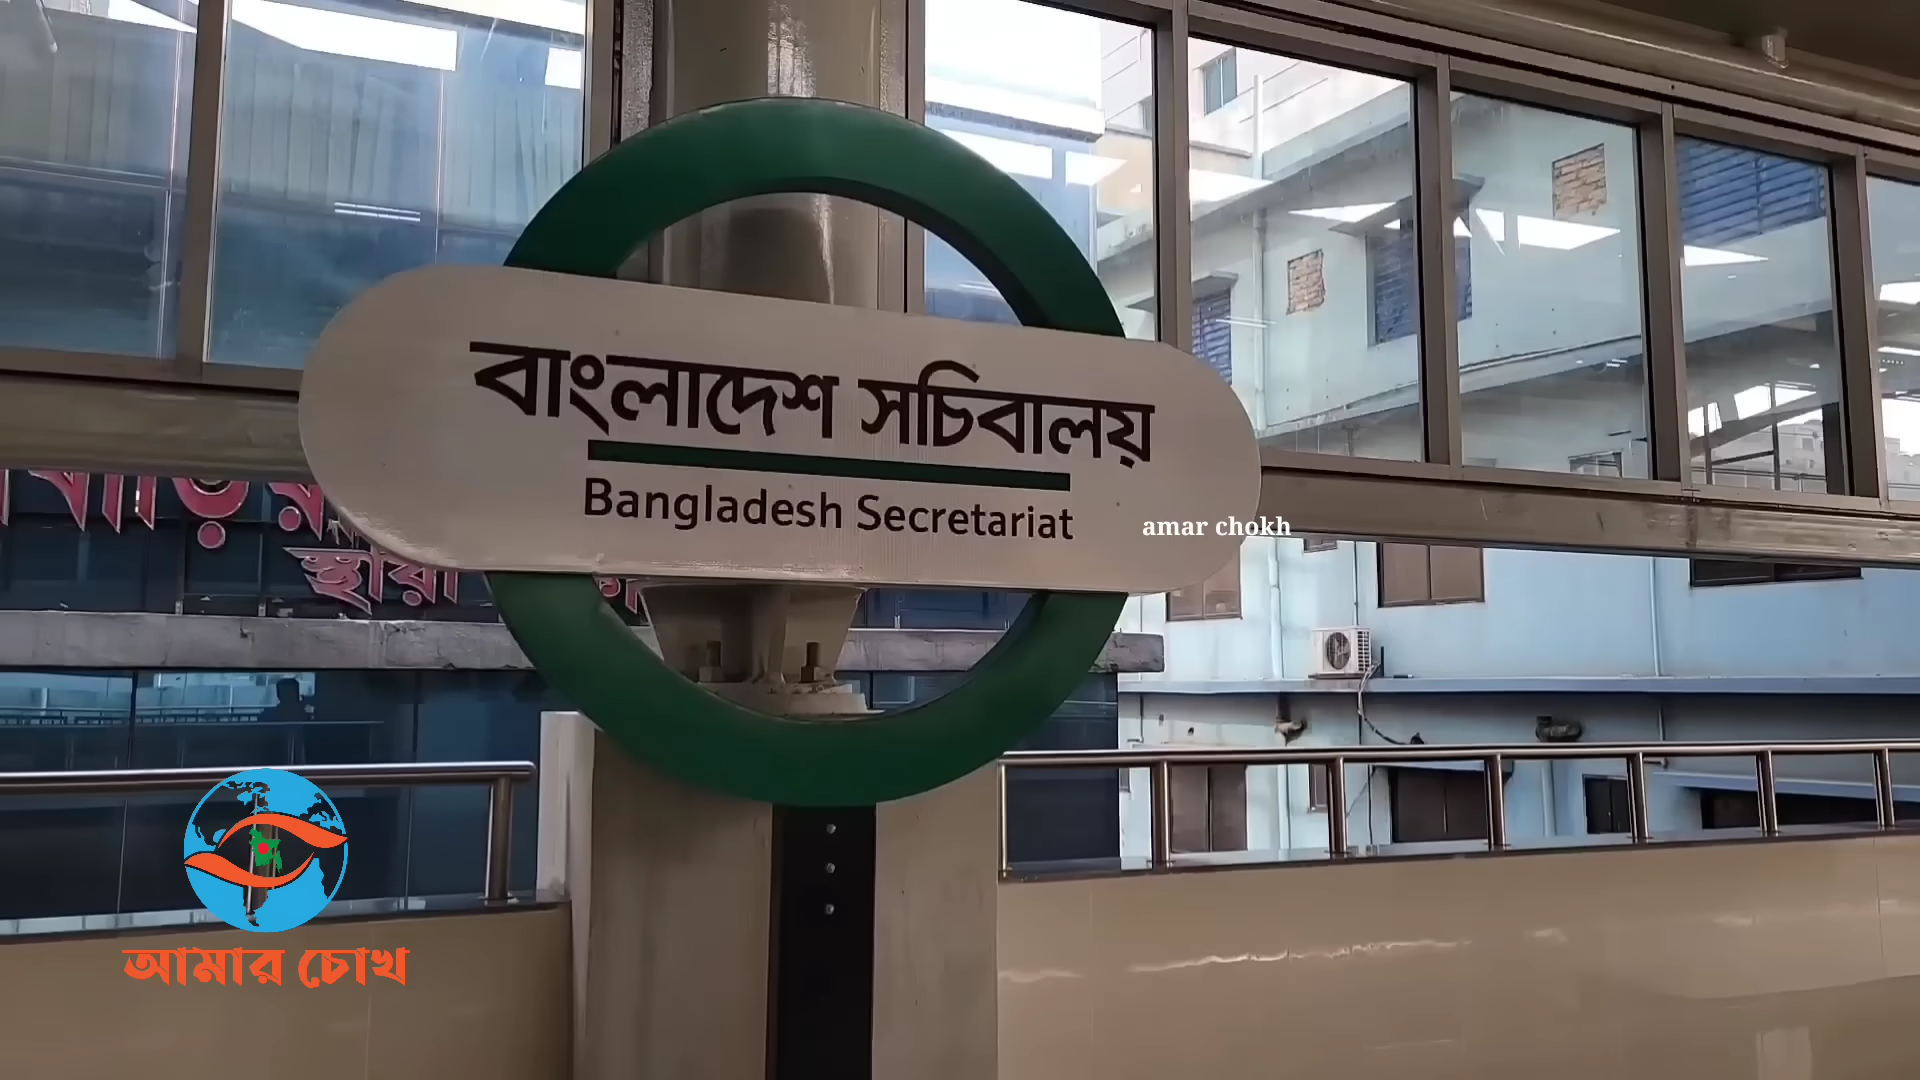 বাংলাদেশ সচিবালয়
Bangladesh Secretariat
amar chokh
স্থায়ী
আমার চোখ